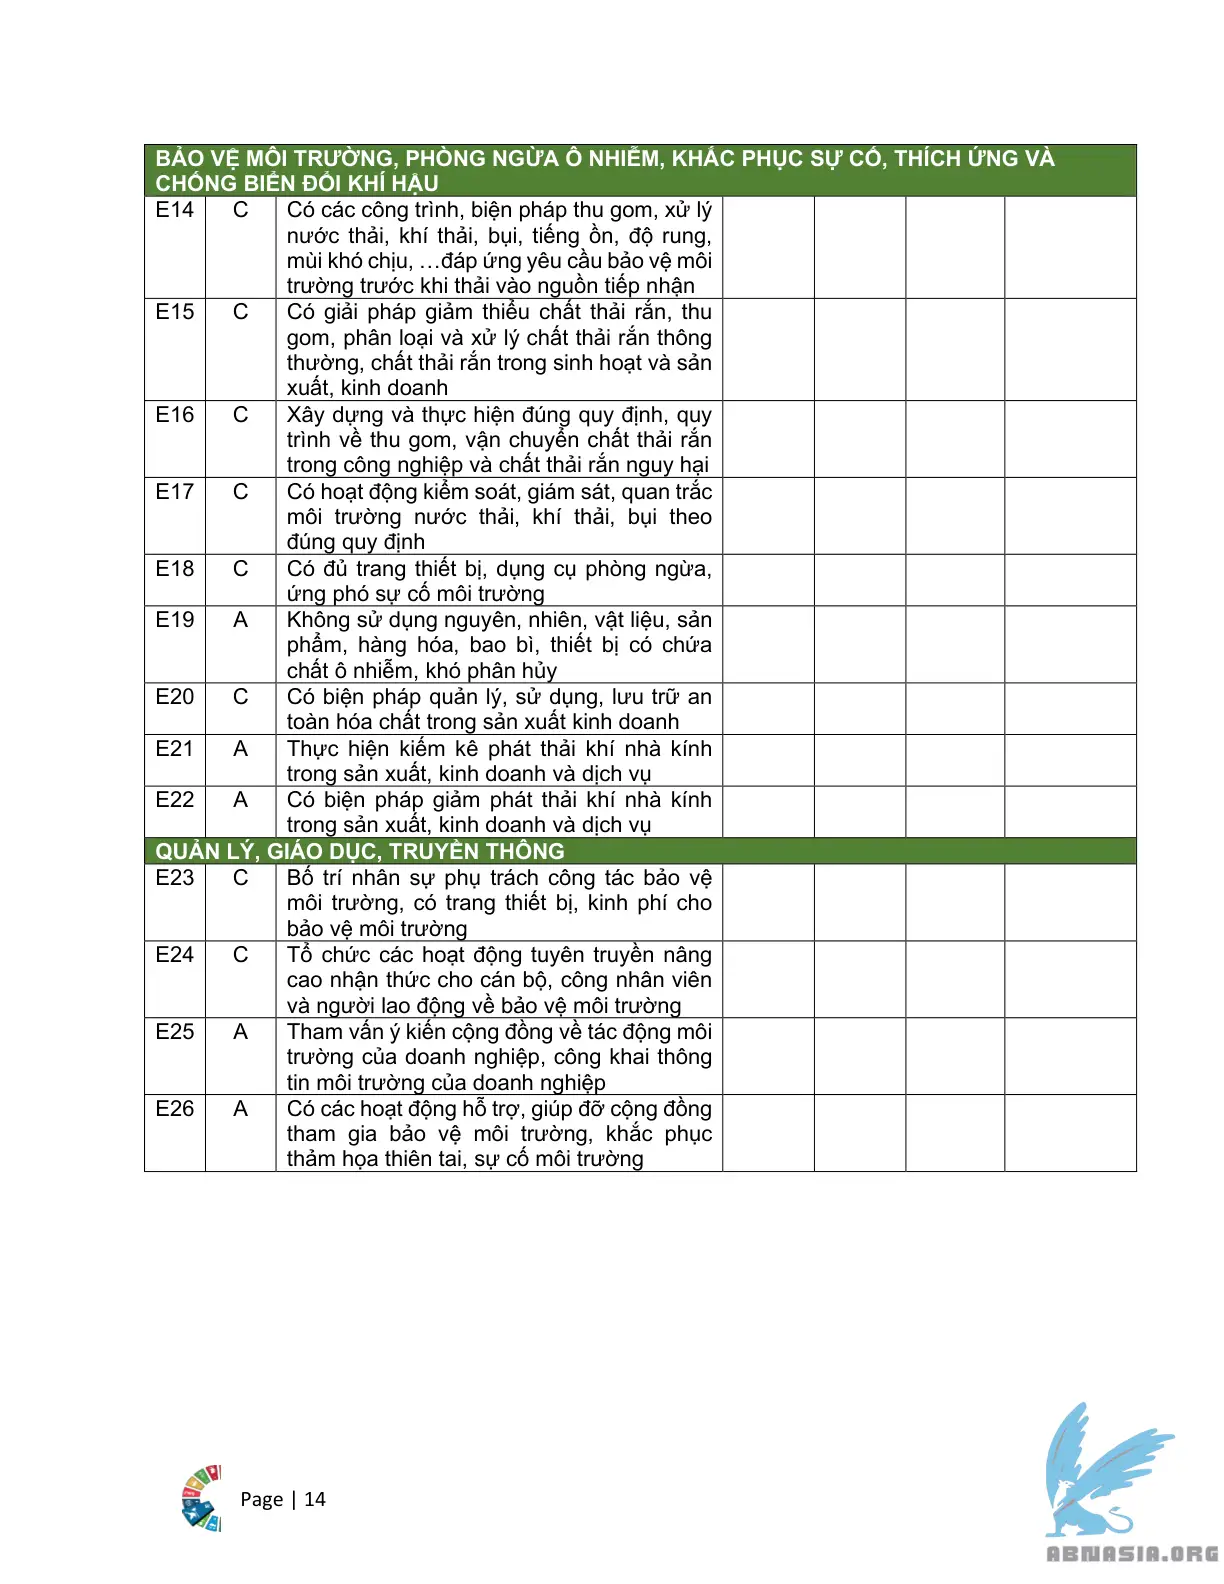 BẢO VỆ MÔI TRƯỜNG, PHÒNG NGỪA Ô NHIỄM, KHẮC PHỤC SỰ CỐ, THÍCH ỨNG VÀ
CHỐNG BIẾN ĐỔI KHÍ HẬU
E14 C Có các công trình, biện pháp thu gom, xử lý
nước thải, khí thải, bụi, tiếng ồn, độ rung,
mùi khó chịu, …đáp ứng yêu cầu bảo vệ môi
trường trước khi thải vào nguồn tiếp nhận
E15 C Có giải pháp giảm thiểu chất thải rắn, thu
gom, phân loại và xử lý chất thải rắn thông
thường, chất thải rắn trong sinh hoạt và sản
xuất, kinh doanh
E16 C Xây dựng và thực hiện đúng quy định, quy
trình về thu gom, vận chuyển chất thải rắn
trong công nghiệp và chất thải rắn nguy hại
E17 C Có hoạt động kiểm soát, giám sát, quan trắc
môi trường nước thải, khí thải, bụi theo
đúng quy định
E18 C Có đủ trang thiết bị, dụng cụ phòng ngừa,
ứng phó sự cố môi trường
E19 A Không sử dụng nguyên, nhiên, vật liệu, sản
phẩm, hàng hóa, bao bì, thiết bị có chứa
chất ô nhiễm, khó phân hủy
E20 C Có biện pháp quản lý, sử dụng, lưu trữ an
toàn hóa chất trong sản xuất kinh doanh
E21 A Thực hiện kiểm kê phát thải khí nhà kính
trong sản xuất, kinh doanh và dịch vụ
E22 A Có biện pháp giảm phát thải khí nhà kính
trong sản xuất, kinh doanh và dịch vụ
QUẢN LÝ, GIÁO DỤC, TRUYỀN THÔNG
E23 C Bố trí nhân sự phụ trách công tác bảo vệ
môi trường, có trang thiết bị, kinh phí cho
bảo vệ môi trường
E24 C Tổ chức các hoạt động tuyên truyền nâng
cao nhận thức cho cán bộ, công nhân viên
và người lao động về bảo vệ môi trường
E25 A Tham vấn ý kiến cộng đồng về tác động môi
trường của doanh nghiệp, công khai thông
tin môi trường của doanh nghiệp
E26 A Có các hoạt động hỗ trợ, giúp đỡ cộng đồng
tham gia bảo vệ môi trường, khắc phục
thảm họa thiên tai, sự cố môi trường
Page | 14
ABNASIA.ORG